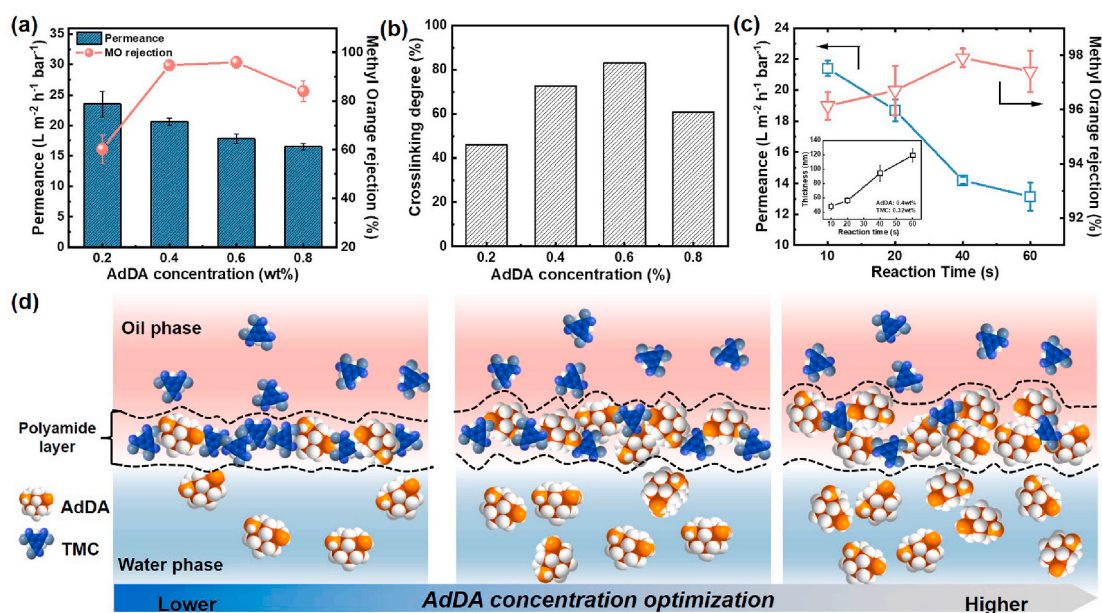 (a)
Permeance
MO rejection
Permeance (L m⁻² h⁻¹ bar⁻¹)
35
30
25
20
15
10
5
0
100
80
60
40
20
Methyl Orange rejection (%)
0.2 0.4 0.6 0.8
AdDA concentration (wt%)
(b)
Crosslinking degree (%)
100
80
60
40
20
0
0.2 0.4 0.6 0.8
AdDA concentration (%)
(c)
Permeance (L m⁻² h⁻¹ bar⁻¹)
22
20
18
16
14
12
10
98
96
94
92
Methyl Orange rejection (%)
Thickness (nm)
120
100
80
60
40
AdDA: 0.4wt%
TMC: 0.32wt%
10 20 30 40 50 60
Reaction time (s)
10 20 40 60
Reaction Time (s)
(d)
Oil phase
Polyamide
layer
AdDA
TMC
Water phase
Lower AdDA concentration optimization Higher